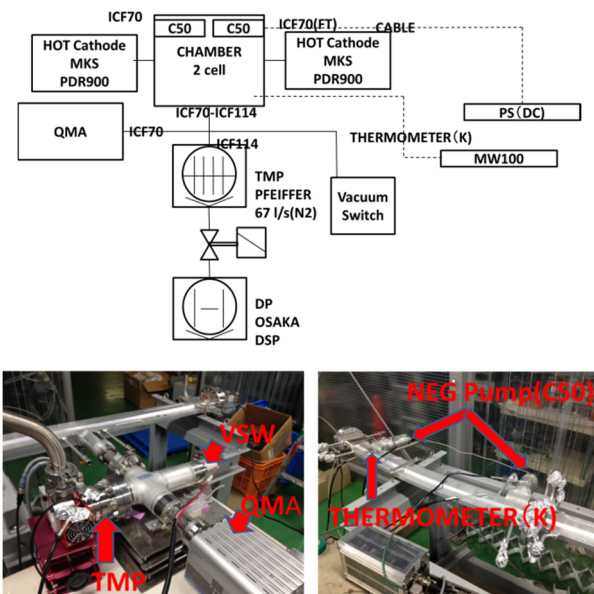 ICF70
C50
C50
ICF70(FT)
CABLE
HOT Cathode
MKS
PDR900
CHAMBER
2 cell
HOT Cathode
MKS
PDR900
ICF70-ICF114
PS(DC)
QMA
ICF70
ICF114
THERMOMETER(K)
MW100
TMP
PFEIFFER
67 l/s(N2)
Vacuum
Switch
DP
OSAKA
DSP
VSW
QMA
TMP
NEG Pump(C50)
THERMOMETER(K)